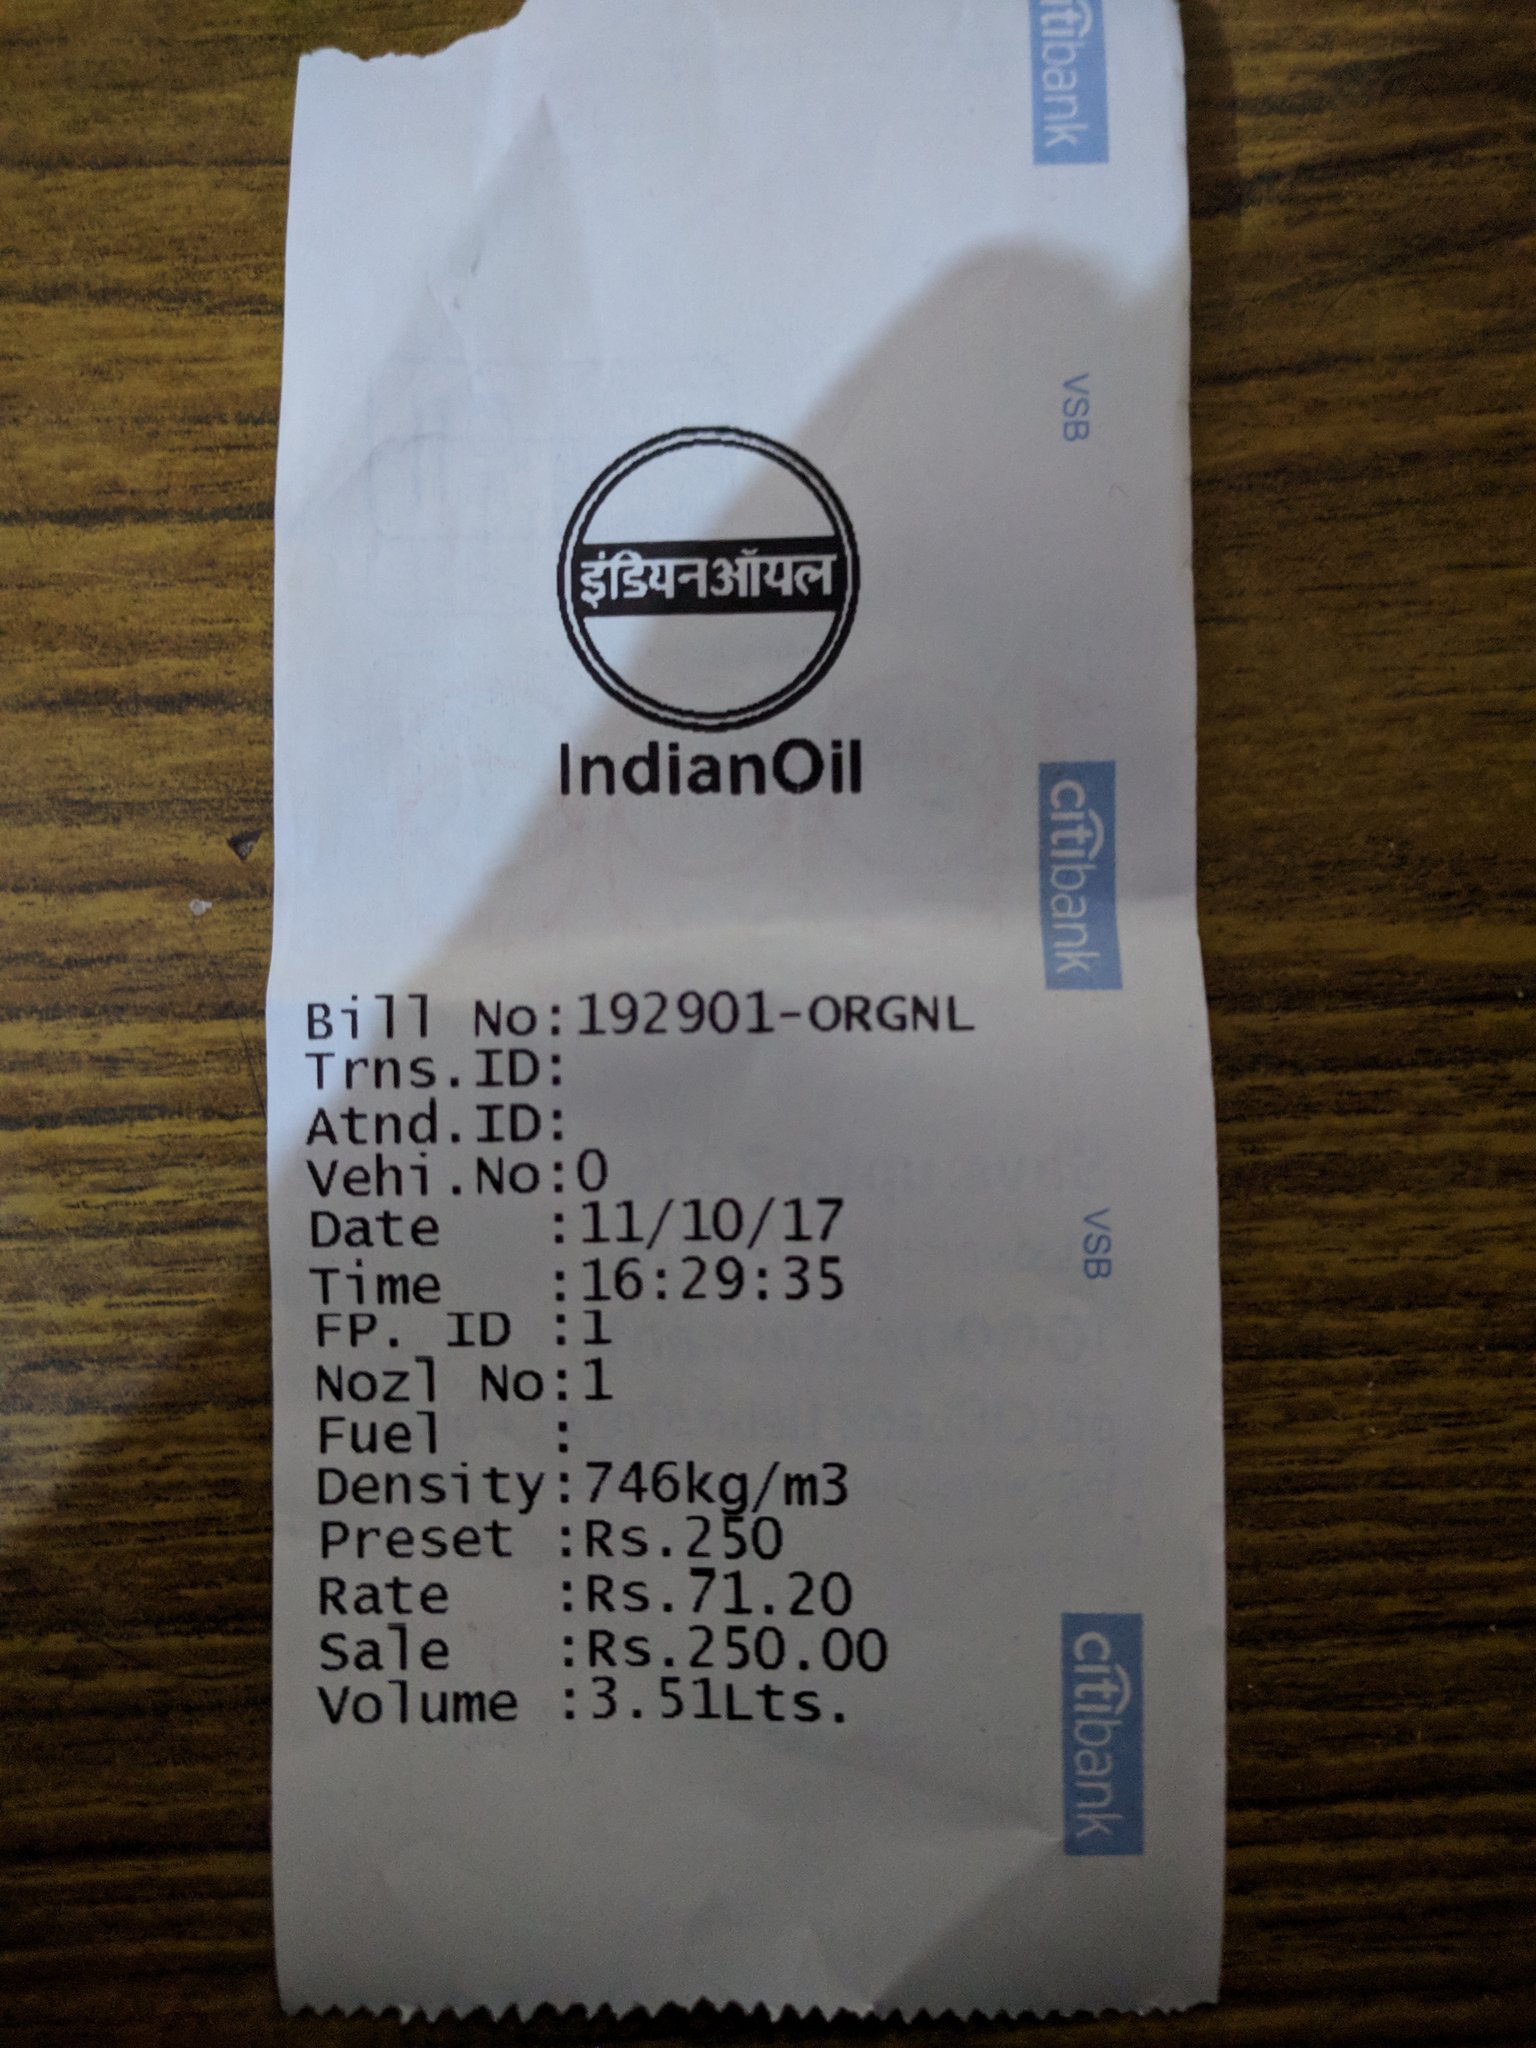 citibank
VSB
इंडियनऑयल
IndianOil
citibank
Bill No:192901-ORGNL
Trns.ID:
Atnd.ID:
Vehi.No:0
Date :11/10/17
VSB
Time :16:29:35
FP. ID :1
Nozl No:1
Fuel :
Density:746kg/m3
Preset :Rs.250
Rate :Rs.71.20
Sale :Rs.250.00
Volume :3.51Lts.
citibank